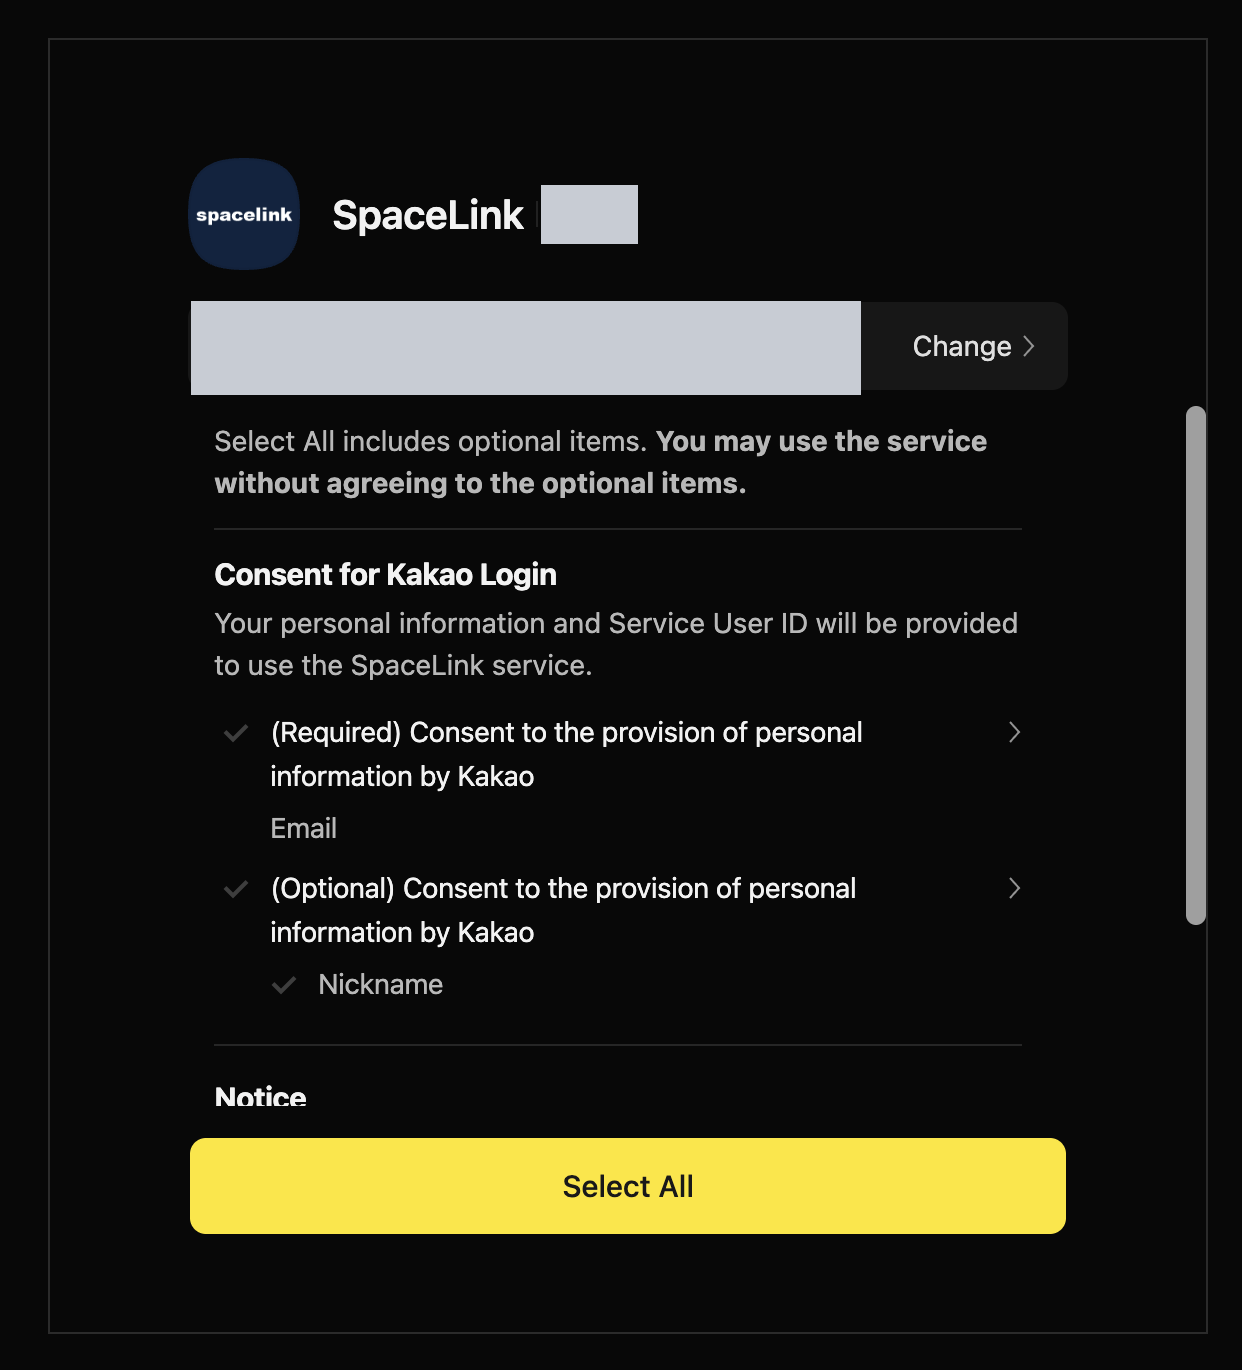 spacelink
SpaceLink
Change
Select All includes optional items. You may use the service
without agreeing to the optional items.
Consent for Kakao Login
Your personal information and Service User ID will be provided
to use the SpaceLink service.
(Required) Consent to the provision of personal
information by Kakao
Email
(Optional) Consent to the provision of personal
information by Kakao
Nickname
Notice
Select All